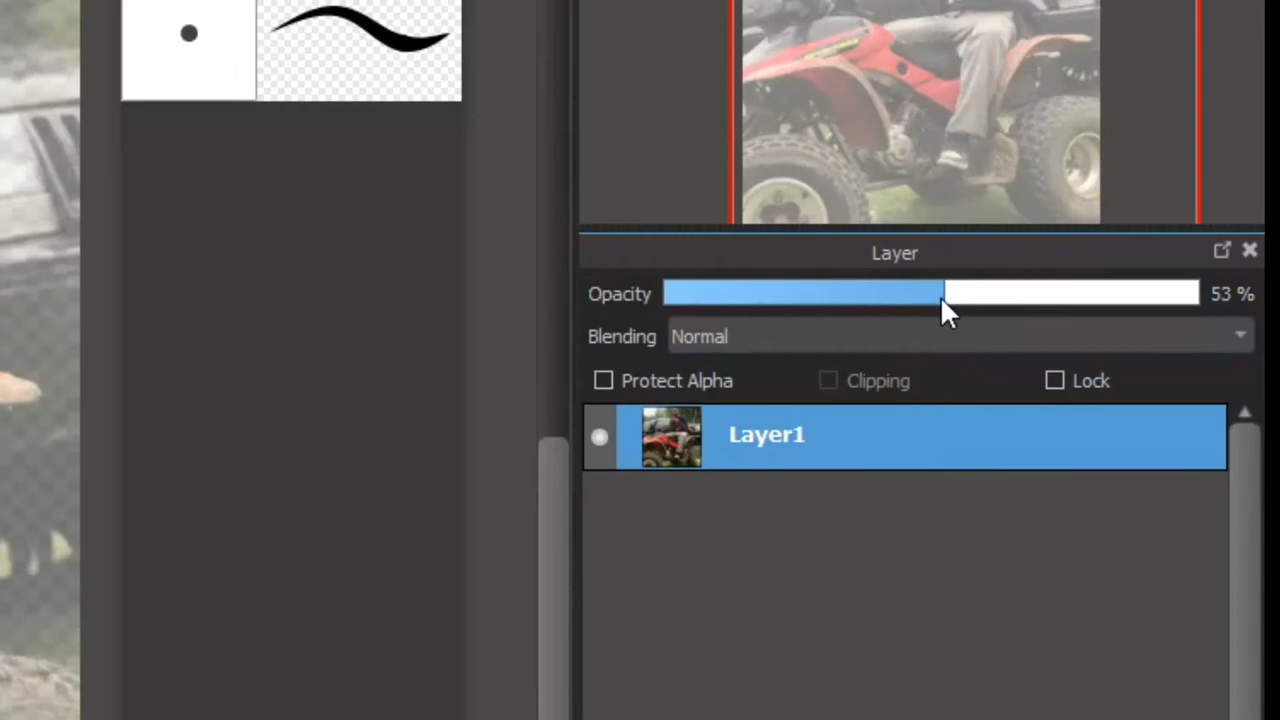 Layer
Opacity 53 %
Blending Normal
Protect Alpha Clipping Lock
Layer1